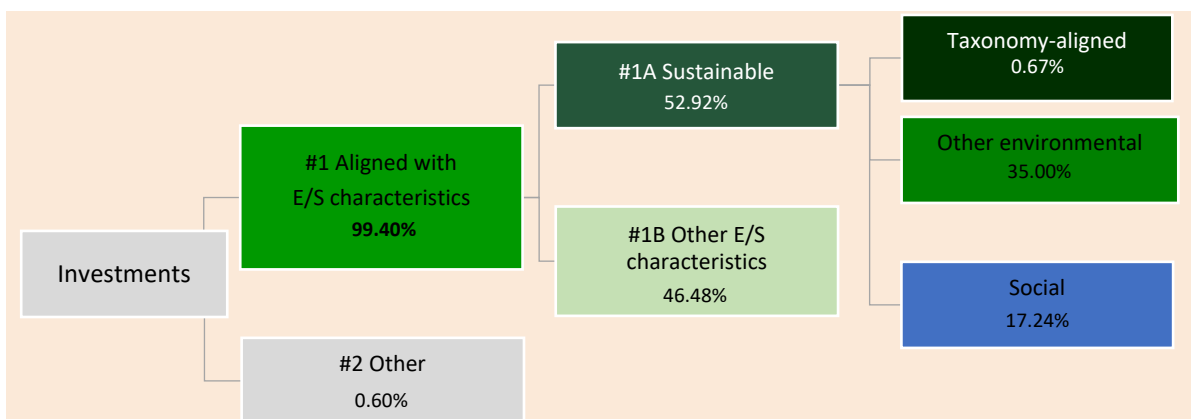 Investments
#1 Aligned with
E/S characteristics
99.40%
#2 Other
0.60%
#1A Sustainable
52.92%
#1B Other E/S
characteristics
46.48%
Taxonomy-aligned
0.67%
Other environmental
35.00%
Social
17.24%